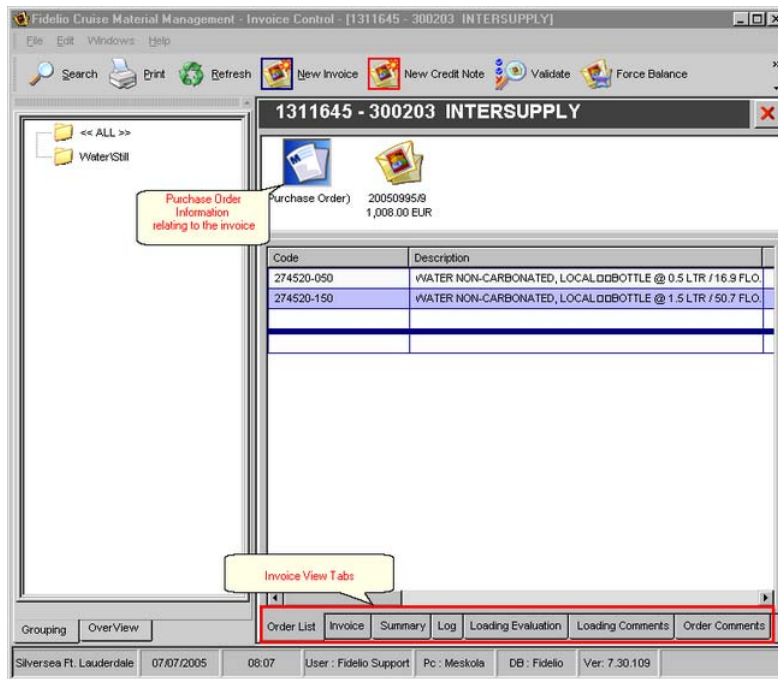 Fidelio Cruise Material Management - Invoice Control - [1311645 - 300203 INTERSUPPLY]
File Edit Windows Help
Search Print Refresh New Invoice New Credit Note Validate Force Balance
<< ALL >>
Water\Still
1311645 - 300203 INTERSUPPLY
Purchase Order Information relating to the invoice
Purchase Order)
20050995/9
1,008.00 EUR
Code Description
274520-050 WATER NON-CARBONATED, LOCAL□□BOTTLE @ 0.5 LTR / 16.9 FLO.
274520-150 WATER NON-CARBONATED, LOCAL□□BOTTLE @ 1.5 LTR / 50.7 FLO.
Invoice View Tabs
Grouping OverView
Order List Invoice Summary Log Loading Evaluation Loading Comments Order Comments
Silversea Ft. Lauderdale 07/07/2005 08:07 User : Fidelio Support Pc : Meskola DB : Fidelio Ver: 7.30.109